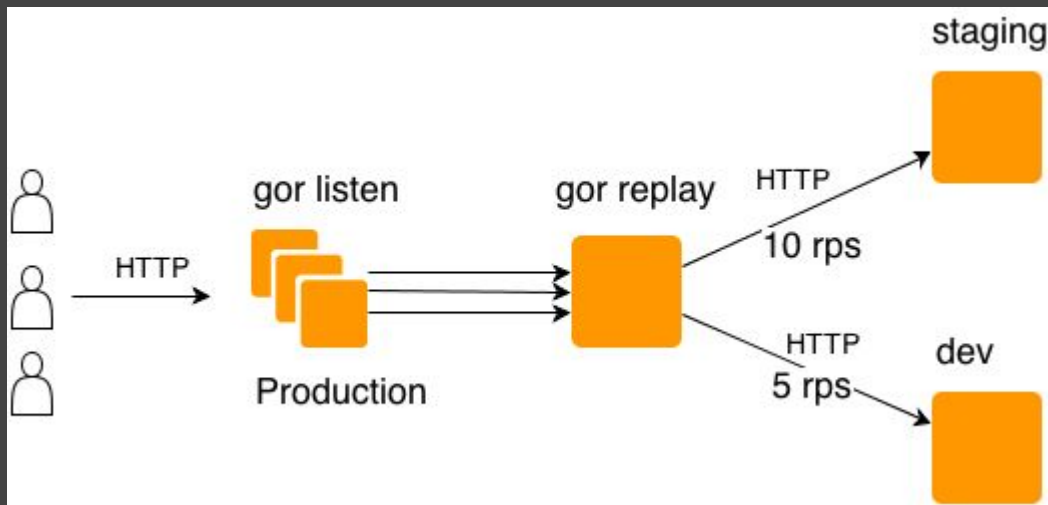 staging
gor listen
gor replay
HTTP
HTTP
10 rps
Production
HTTP
5 rps
dev